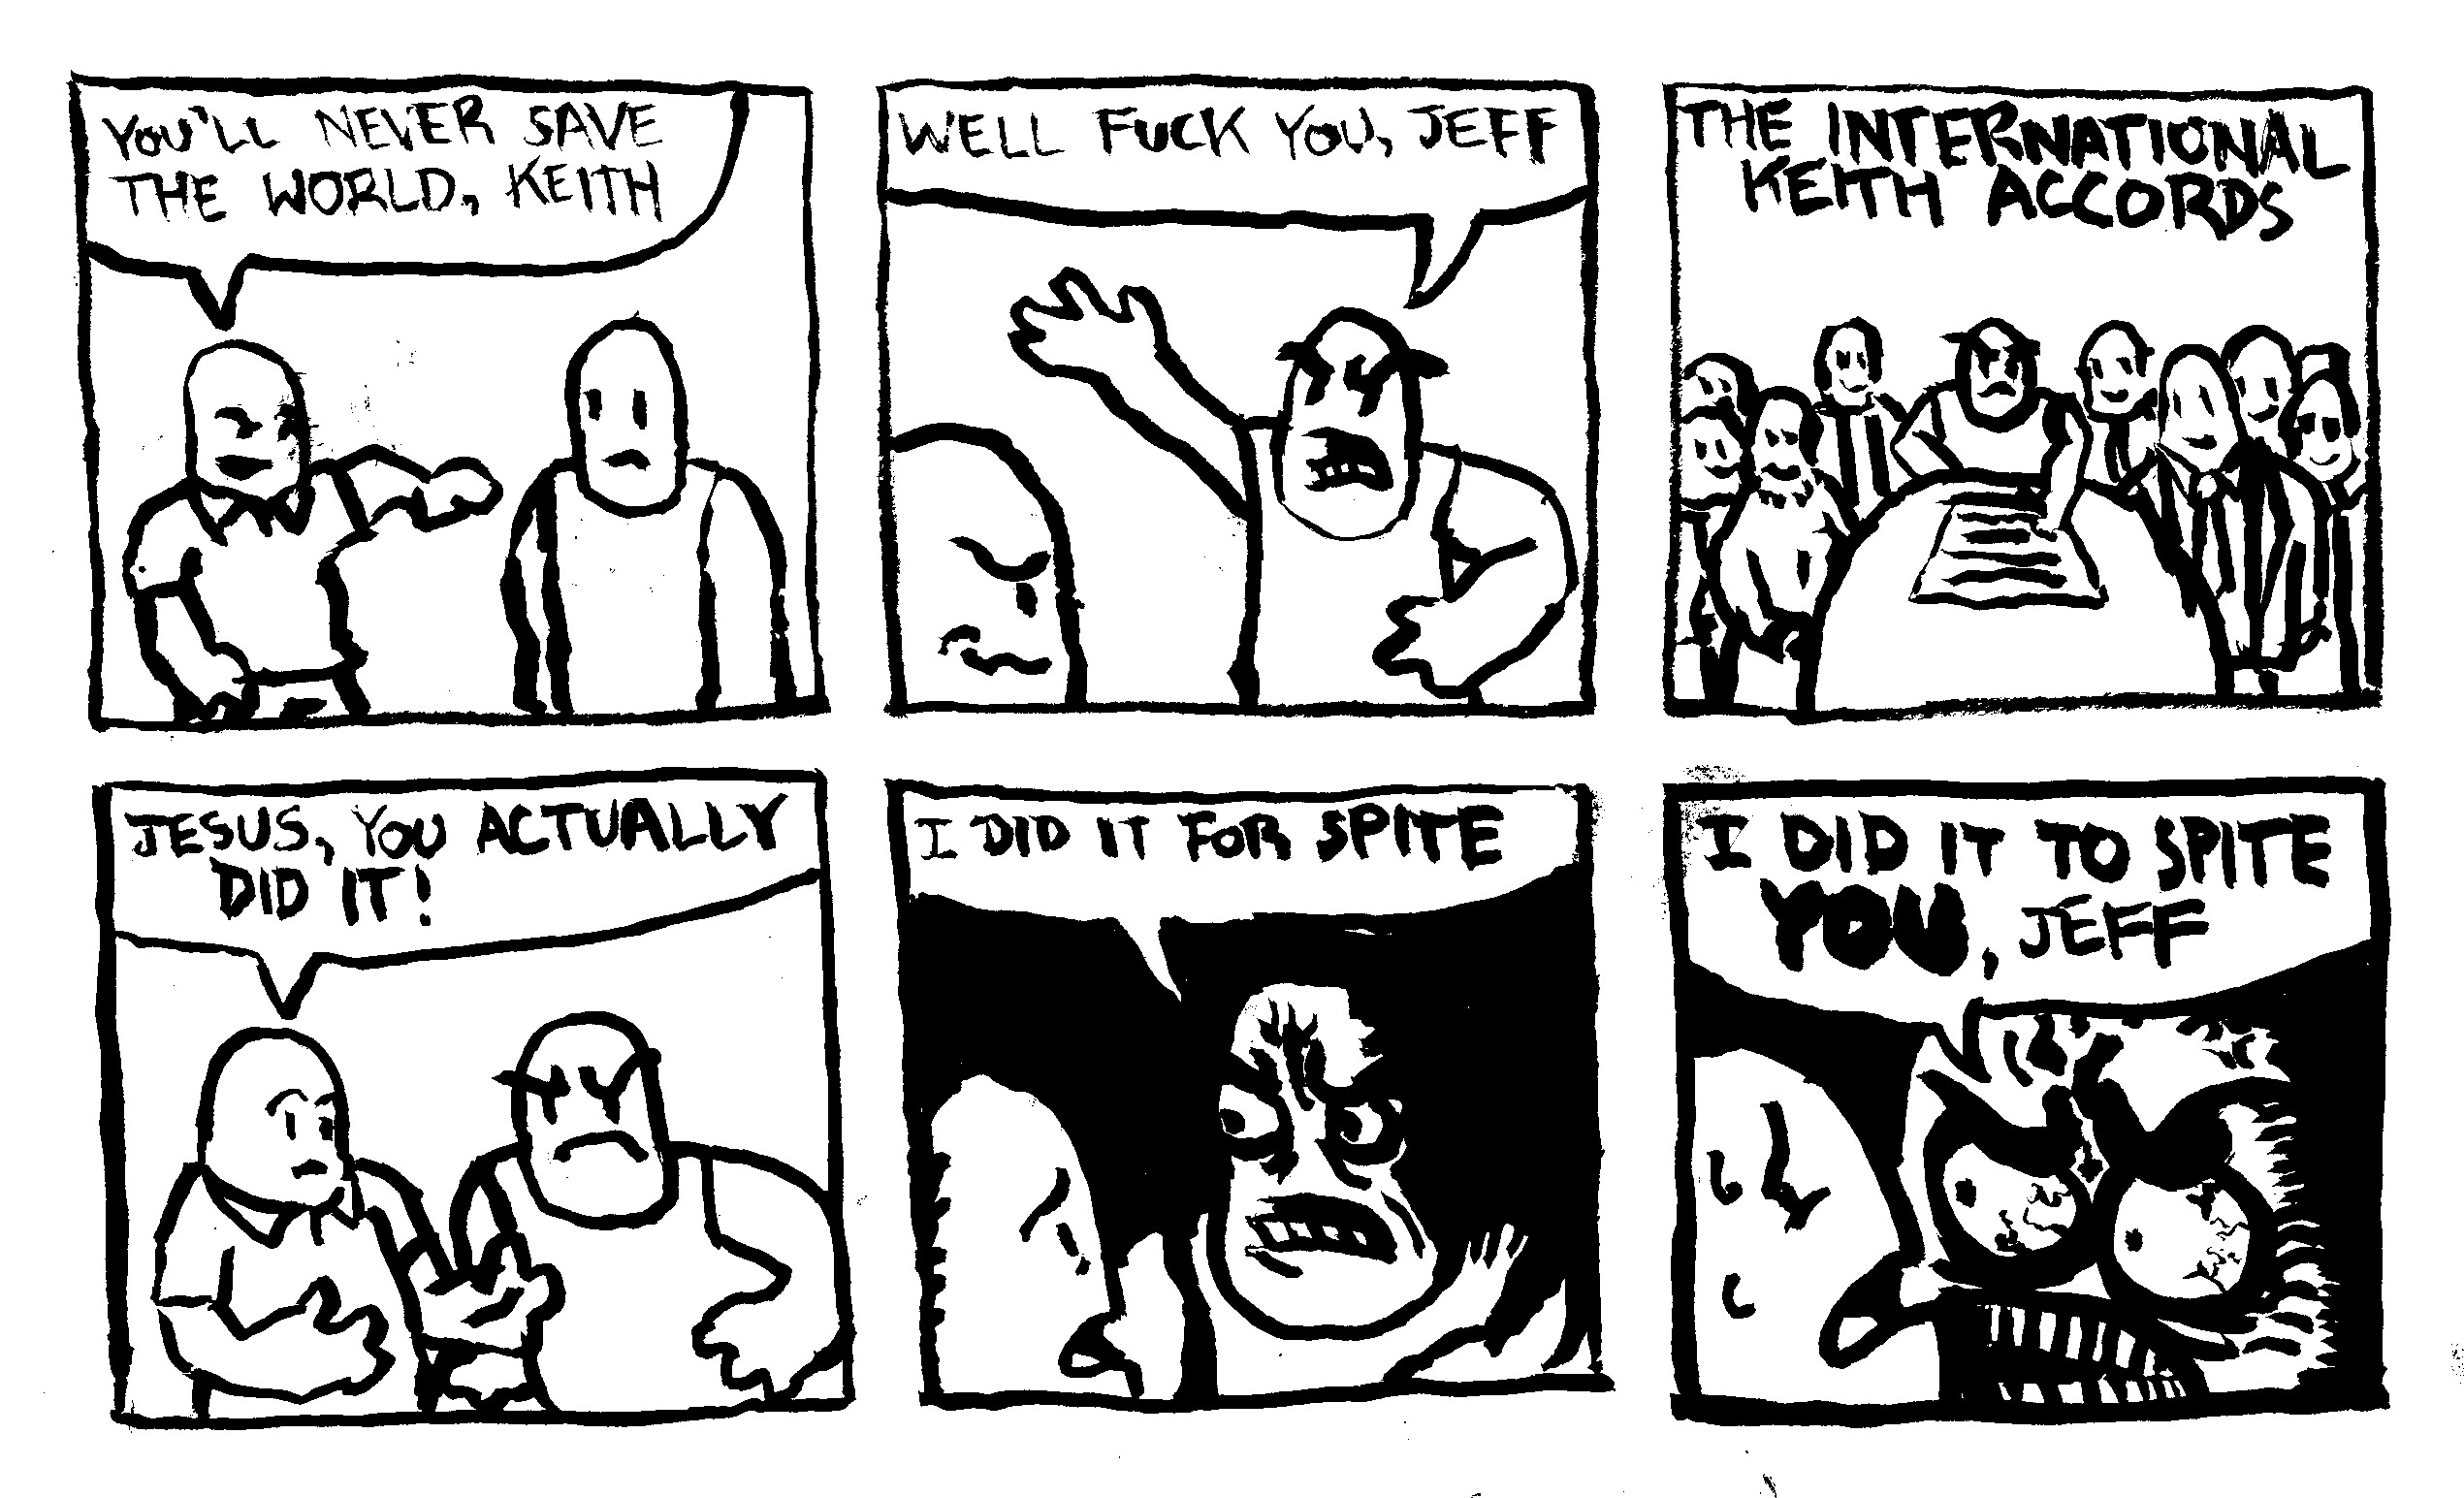 YOU'LL NEVER SAVE
THE WORLD, KEITH
WELL FUCK YOU, JEFF
THE INTERNATIONAL
KEITH ACCORDS
JESUS, YOU ACTUALLY
DID IT!
I DID IT FOR SPITE
I DID IT TO SPITE
YOU, JEFF